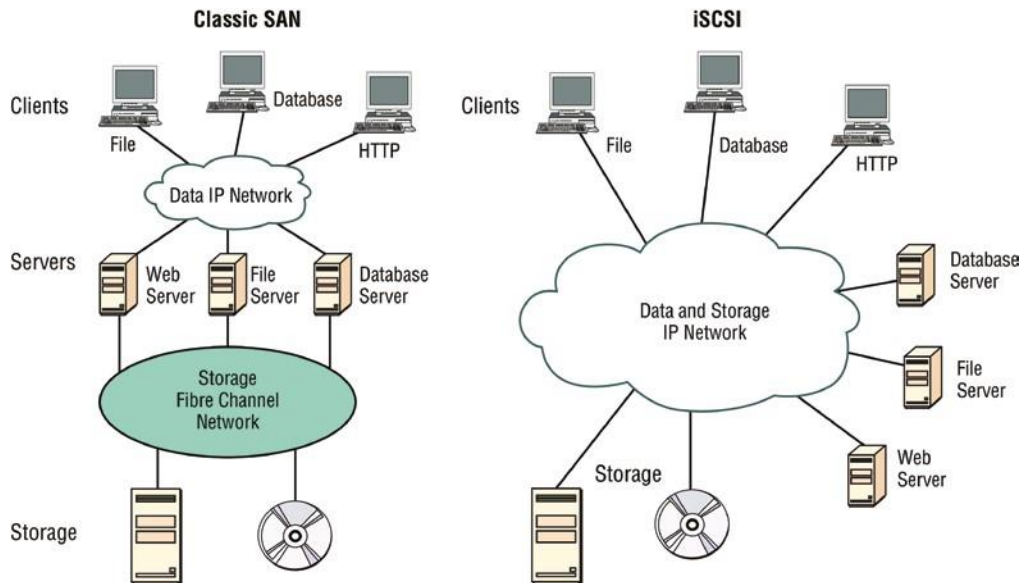 Classic SAN
Clients
File
Database
HTTP
Data IP Network
Servers
Web
Server
File
Server
Database
Server
Storage
Fibre Channel
Network
Storage
iSCSI
Clients
File
Database
HTTP
Data and Storage
IP Network
Database
Server
File
Server
Web
Server
Storage